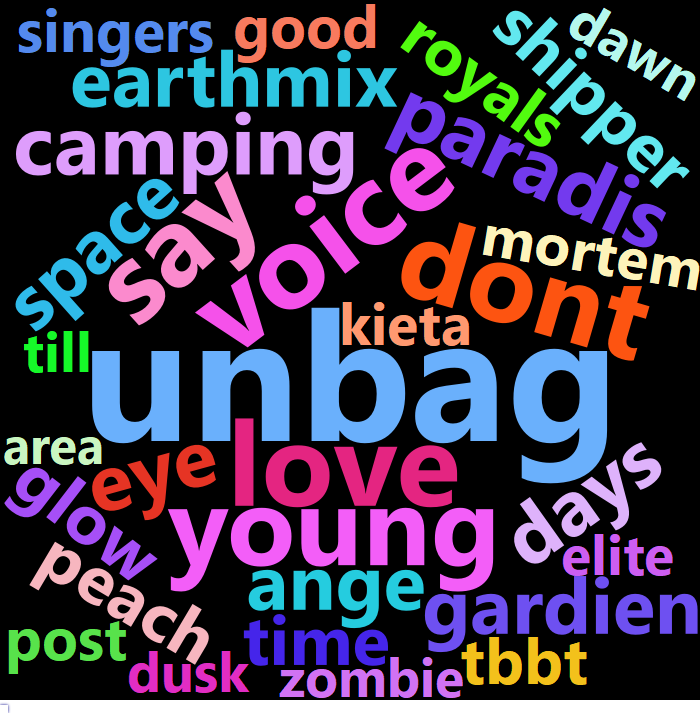 singers
good
dawn
shipper
royals
earthmix
paradis
camping
voice
say
space
mortem
dont
kieta
till
unbag
area
eye
love
days
glow
young
elite
peach
ange
gardien
post
time
tbbt
dusk
zombie